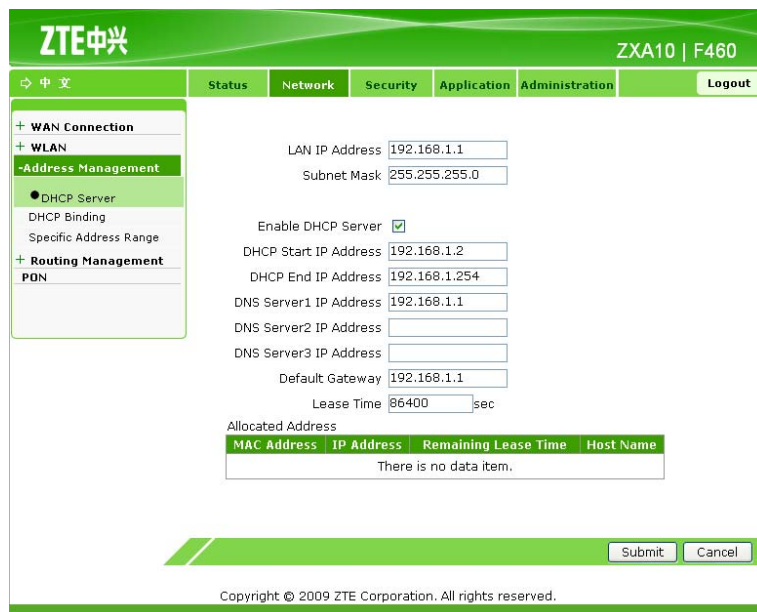 ZTE中兴
ZXA10 | F460
中 文
Status Network Security Application Administration Logout
+ WAN Connection
+ WLAN
-Address Management
DHCP Server
DHCP Binding
Specific Address Range
+ Routing Management
PON
LAN IP Address 192.168.1.1
Subnet Mask 255.255.255.0
Enable DHCP Server
DHCP Start IP Address 192.168.1.2
DHCP End IP Address 192.168.1.254
DNS Server1 IP Address 192.168.1.1
DNS Server2 IP Address
DNS Server3 IP Address
Default Gateway 192.168.1.1
Lease Time 86400 sec
Allocated Address
MAC Address IP Address Remaining Lease Time Host Name
There is no data item.
Submit Cancel
Copyright © 2009 ZTE Corporation. All rights reserved.